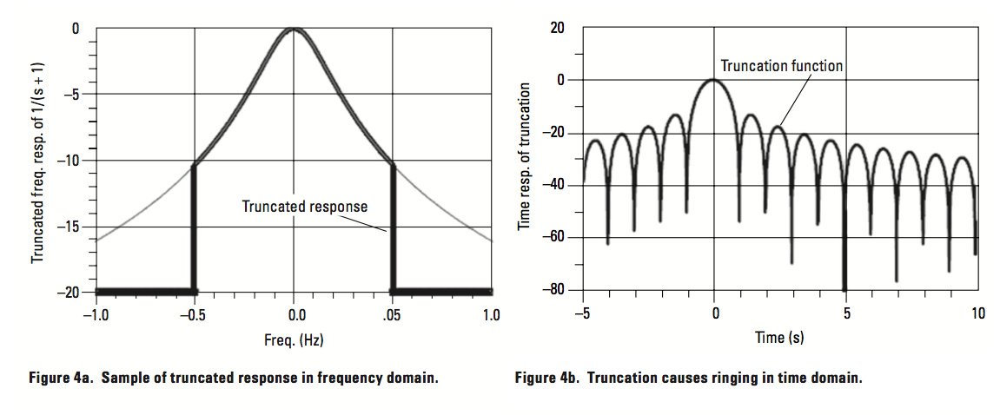 Truncated freq. resp. of 1/(s + 1)
0
–5
–10
–15
–20
Truncated response
–1.0 –0.5 0.0 .05 1.0
Freq. (Hz)
Figure 4a. Sample of truncated response in frequency domain.
Time resp. of truncation
20
0
–20
–40
–60
–80
Truncation function
–5 0 5 10
Time (s)
Figure 4b. Truncation causes ringing in time domain.